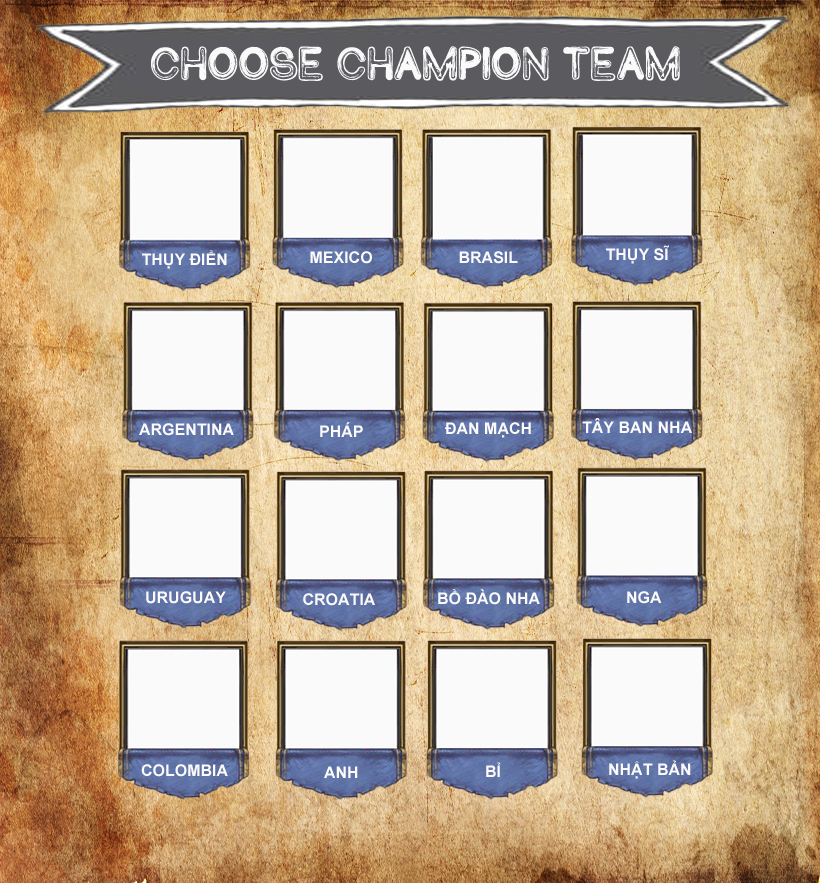 CHOOSE CHAMPION TEAM
THỤY ĐIỂN
MEXICO
BRASIL
THỤY SĨ
ARGENTINA
PHÁP
ĐAN MẠCH
TÂY BAN NHA
URUGUAY
CROATIA
BỒ ĐÀO NHA
NGA
COLOMBIA
ANH
BỈ
NHẬT BẢN